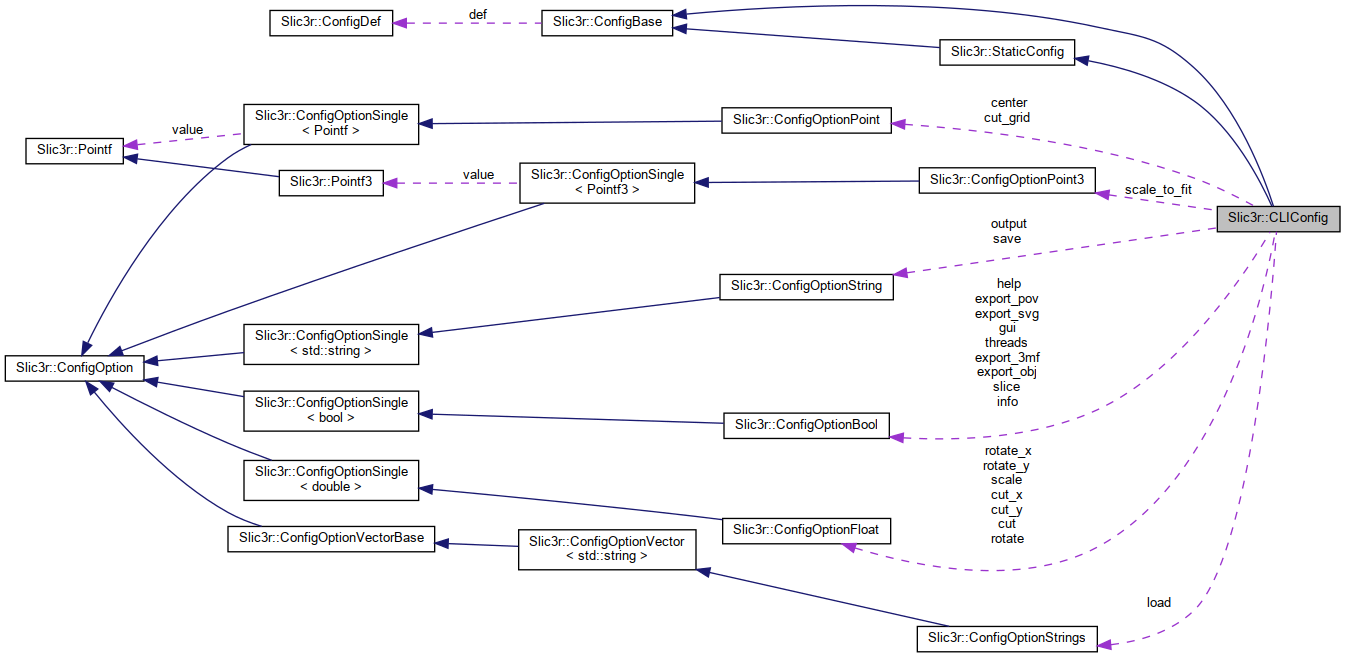 Slic3r::ConfigDef
def
Slic3r::ConfigBase
Slic3r::StaticConfig
Slic3r::ConfigOptionSingle
< Pointf >
value
Slic3r::Pointf
Slic3r::ConfigOptionPoint
center
cut_grid
Slic3r::Pointf3
value
Slic3r::ConfigOptionSingle
< Pointf3 >
Slic3r::ConfigOptionPoint3
scale_to_fit
Slic3r::CLIConfig
output
save
Slic3r::ConfigOptionString
help
export_pov
export_svg
gui
threads
export_3mf
export_obj
slice
info
Slic3r::ConfigOptionSingle
< std::string >
Slic3r::ConfigOption
Slic3r::ConfigOptionSingle
< bool >
Slic3r::ConfigOptionBool
rotate_x
rotate_y
scale
cut_x
cut_y
cut
rotate
Slic3r::ConfigOptionSingle
< double >
Slic3r::ConfigOptionFloat
Slic3r::ConfigOptionVectorBase
Slic3r::ConfigOptionVector
< std::string >
load
Slic3r::ConfigOptionStrings